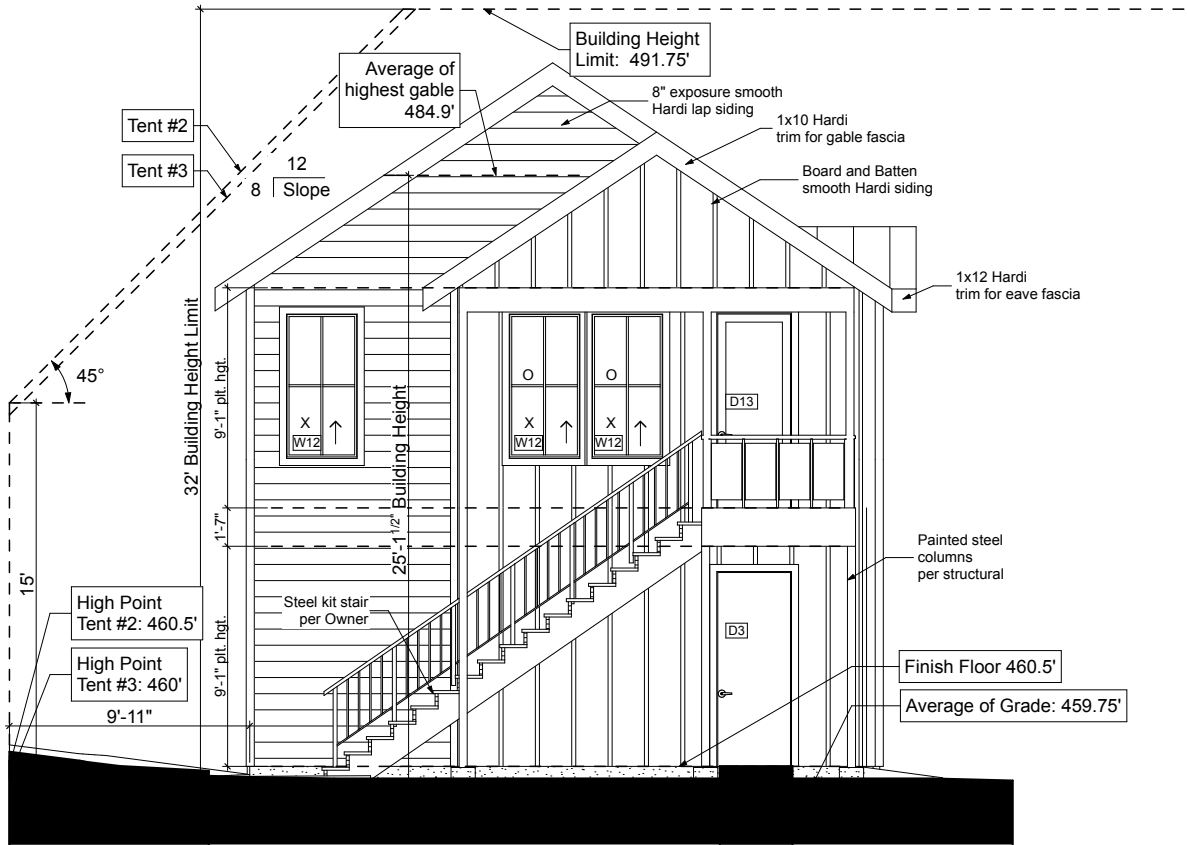 Building Height
Limit: 491.75'
Average of
highest gable
484.9'
8" exposure smooth
Hardi lap siding
1x10 Hardi
trim for gable fascia
Tent #2
Tent #3
12
8 Slope
Board and Batten
smooth Hardi siding
1x12 Hardi
trim for eave fascia
45°
32' Building Height Limit
9'-1" plt. hgt.
25'-1 1/2" Building Height
O
X
W12
X
W12
O
X
W12
D13
1'-7"
15'
Painted steel
columns
per structural
High Point
Tent #2: 460.5'
Steel kit stair
per Owner
9'-1" plt. hgt.
D3
High Point
Tent #3: 460'
Finish Floor 460.5'
9'-11"
Average of Grade: 459.75'